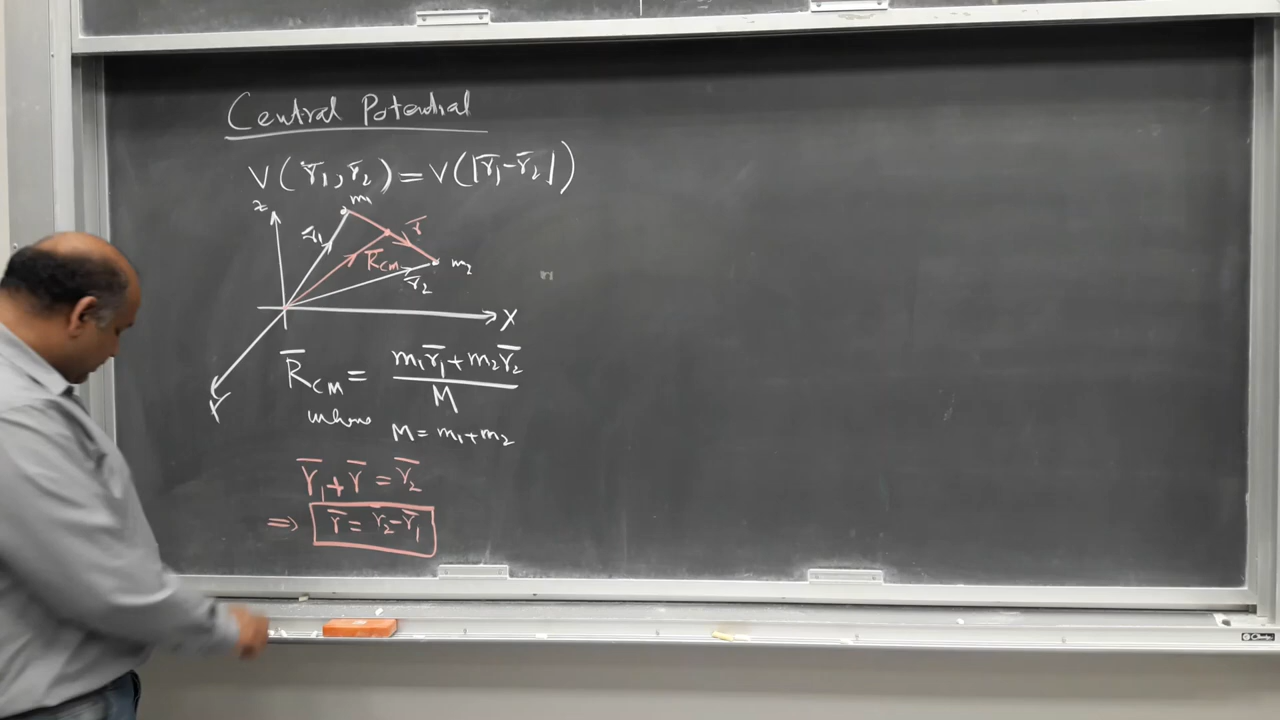 Central Potential
V(r̄₁, r̄₂) = V(|r̄₁-r̄₂|)
z
m₁
r̄₁
r̄
R̄CM
m₂
r̄₂
X
Y
R̄CM = (m₁r̄₁ + m₂r̄₂)/M
where M = m₁+m₂
r̄₁ + r̄ = r̄₂
⇒ r̄ = r̄₂-r̄₁